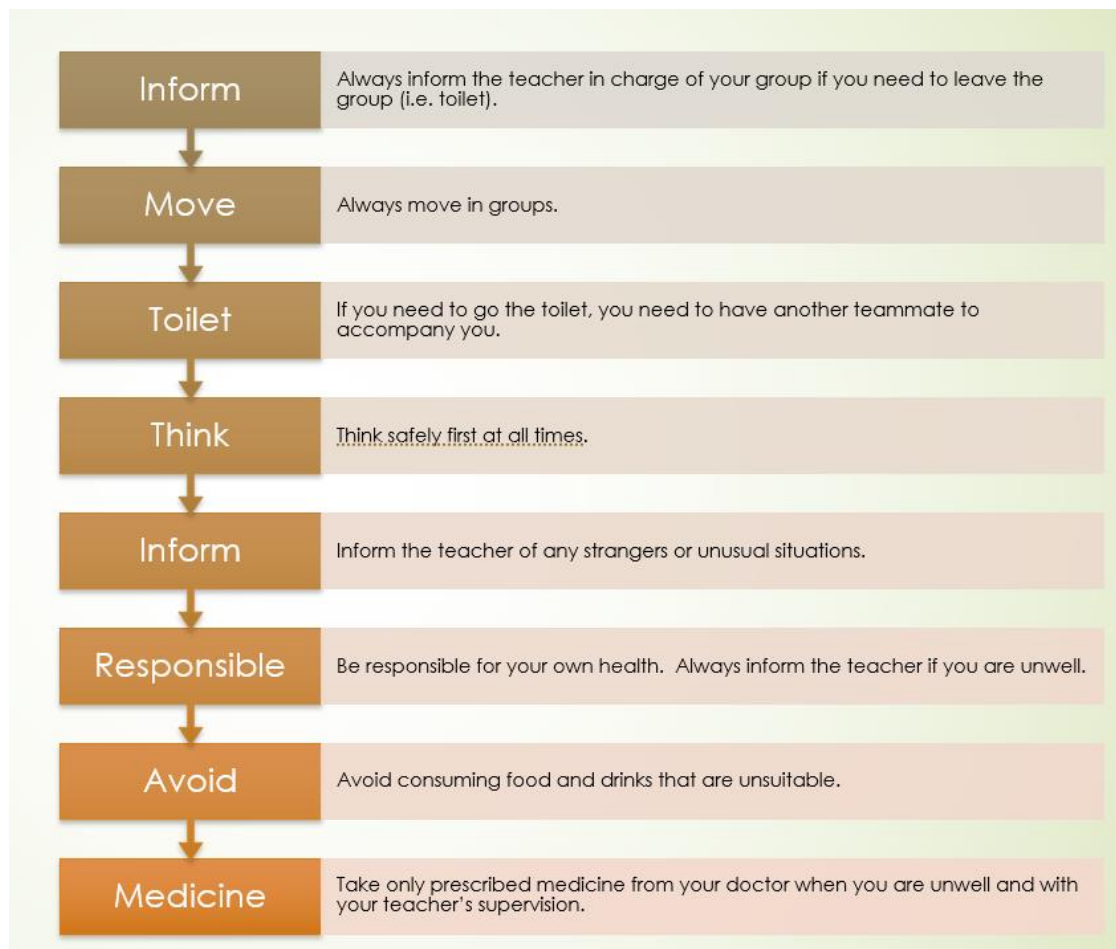 Inform
Always inform the teacher in charge of your group if you need to leave the
group (i.e. toilet).
Move
Always move in groups.
Toilet
If you need to go the toilet, you need to have another teammate to
accompany you.
Think
Think safely first at all times.
Inform
Inform the teacher of any strangers or unusual situations.
Responsible
Be responsible for your own health.  Always inform the teacher if you are unwell.
Avoid
Avoid consuming food and drinks that are unsuitable.
Medicine
Take only prescribed medicine from your doctor when you are unwell and with
your teacher’s supervision.